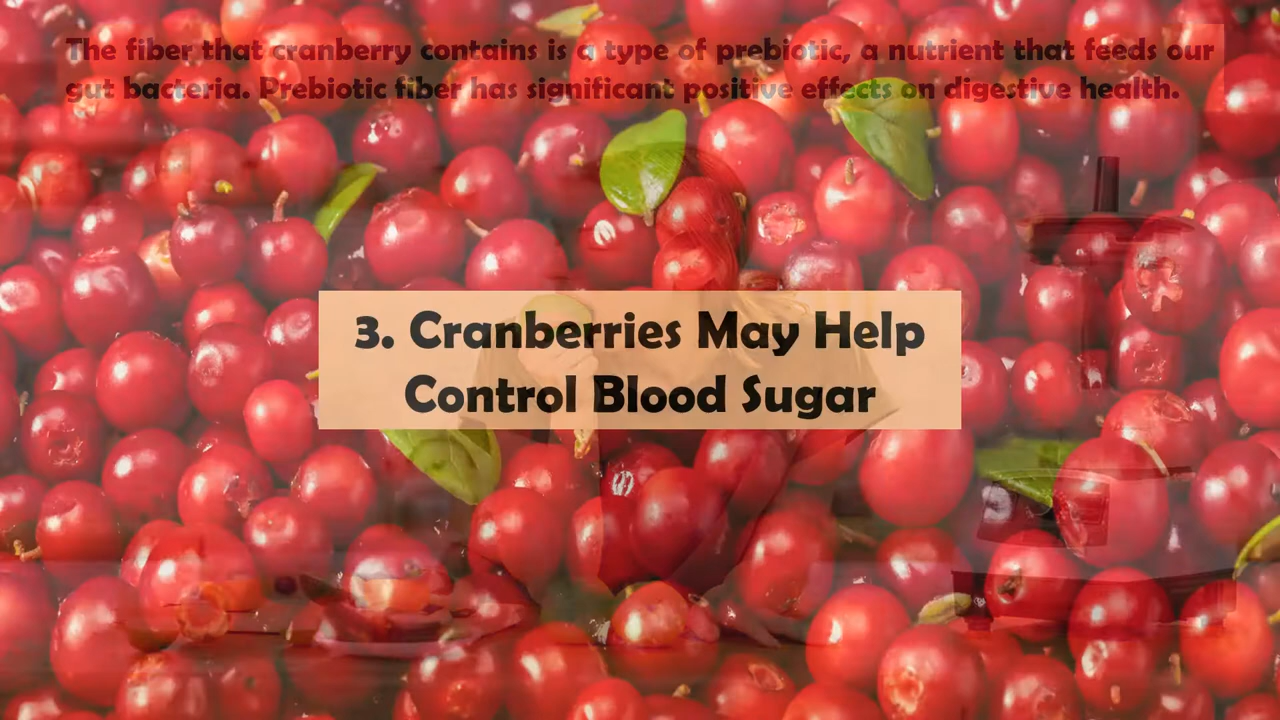 The fiber that cranberry contains is a type of prebiotic, a nutrient that feeds our
gut bacteria. Prebiotic fiber has significant positive effects on digestive health.
3. Cranberries May Help
Control Blood Sugar